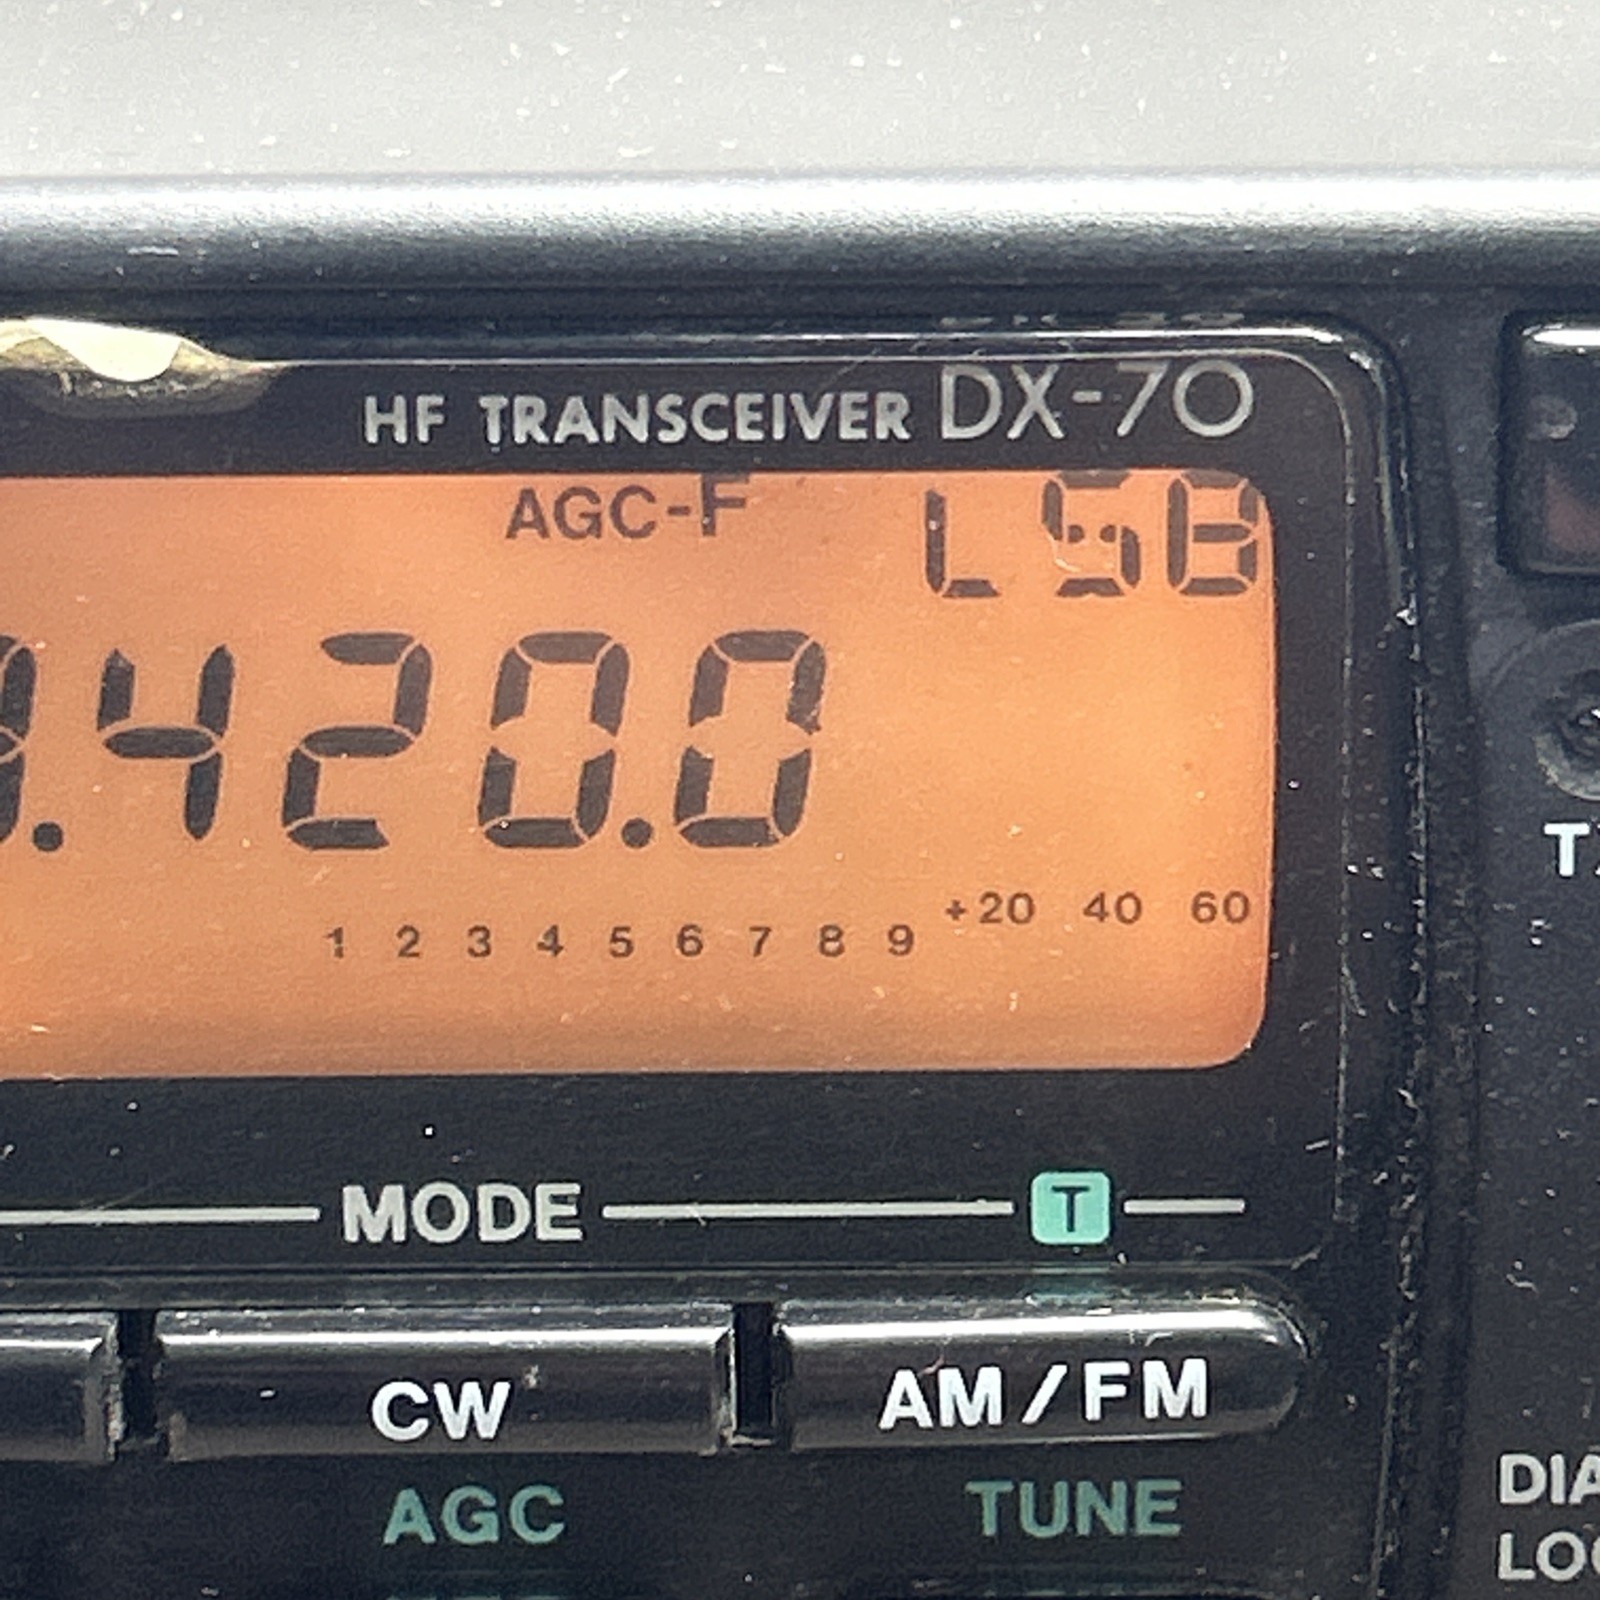 HF TRANSCEIVER DX-70
AGC-F LSB
.420.0
+20 40 60
1 2 3 4 5 6 7 8 9
MODE T
CW AM/FM
AGC TUNE